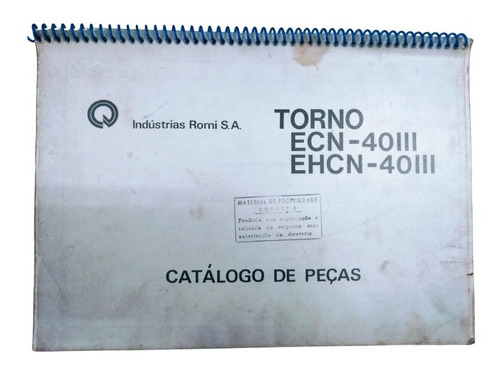 Indústrias Romi S.A.
TORNO
ECN-40III
EHCN-40III
MATERIAL DE PROPRIEDADE
Proibida sua reprodução e
retirada da empresa sem
autorização da diretoria.
CATÁLOGO DE PEÇAS